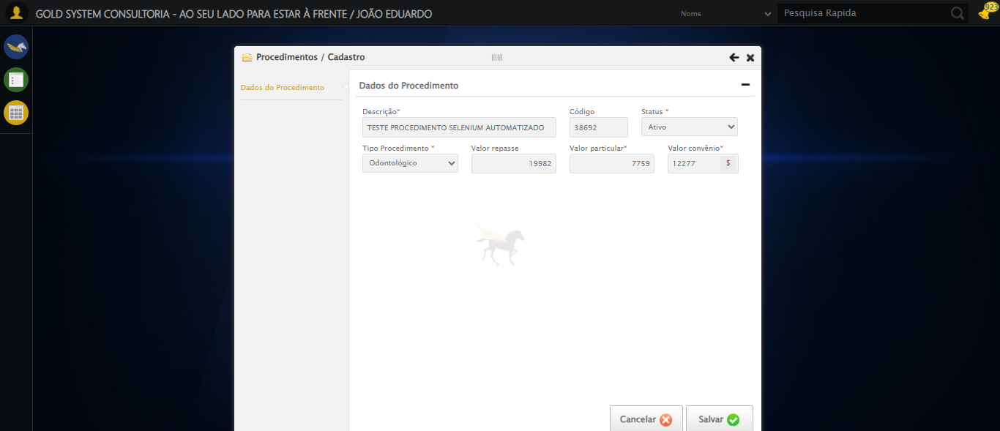 GOLD SYSTEM CONSULTORIA - AO SEU LADO PARA ESTAR À FRENTE / JOÃO EDUARDO
Nome
Pesquisa Rapida
923
Procedimentos / Cadastro
Dados do Procedimento
Dados do Procedimento
Descrição* Código Status *
TESTE PROCEDIMENTO SELENIUM AUTOMATIZADO 38692 Ativo
Tipo Procedimento * Valor repasse Valor particular* Valor convênio*
Odontológico 19982 7759 12277 $
Cancelar Salvar